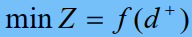 min Z = f(d⁺)